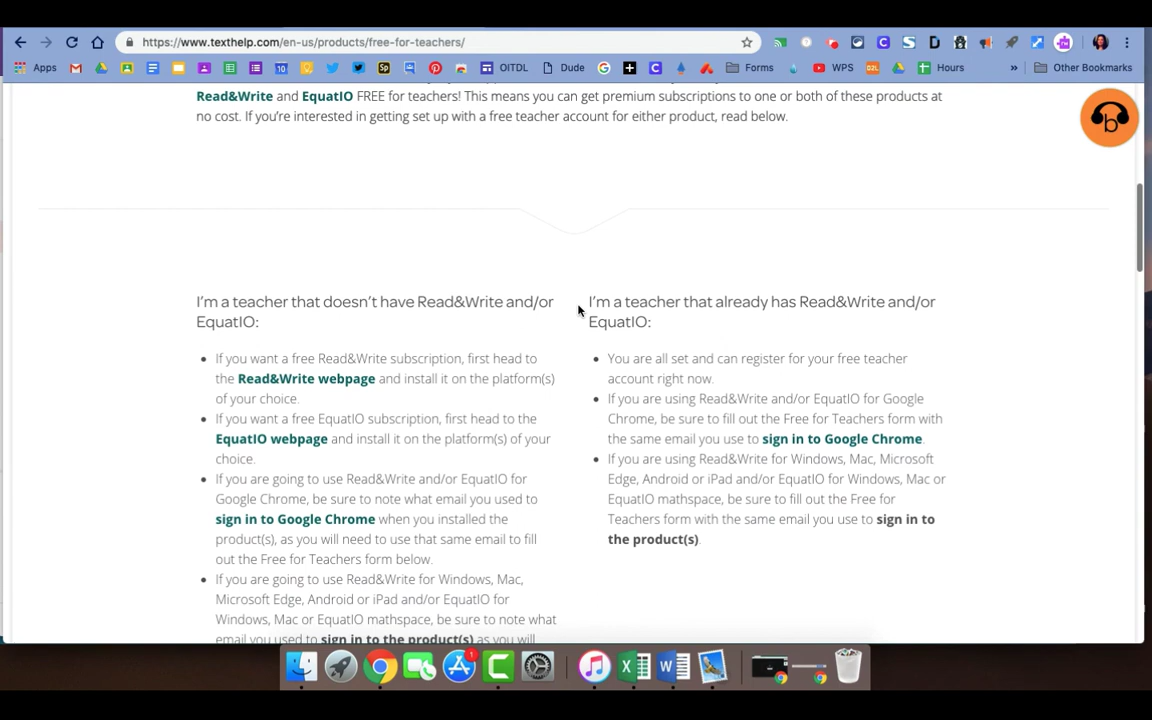 https://www.texthelp.com/en-us/products/free-for-teachers/
Apps
OITDL
Dude
Forms
WPS
Hours
»
Other Bookmarks
Read&Write and EquatIO FREE for teachers! This means you can get premium subscriptions to one or both of these products at
no cost. If you're interested in getting set up with a free teacher account for either product, read below.
I'm a teacher that doesn't have Read&Write and/or
EquatIO:
If you want a free Read&Write subscription, first head to
the Read&Write webpage and install it on the platform(s)
of your choice.
If you want a free EquatIO subscription, first head to the
EquatIO webpage and install it on the platform(s) of your
choice.
If you are going to use Read&Write and/or EquatIO for
Google Chrome, be sure to note what email you used to
sign in to Google Chrome when you installed the
product(s), as you will need to use that same email to fill
out the Free for Teachers form below.
If you are going to use Read&Write for Windows, Mac,
Microsoft Edge, Android or iPad and/or EquatIO for
Windows, Mac or EquatIO mathspace, be sure to note what
email you used to sign in to the product(s) as you will
I'm a teacher that already has Read&Write and/or
EquatIO:
You are all set and can register for your free teacher
account right now.
If you are using Read&Write and/or EquatIO for Google
Chrome, be sure to fill out the Free for Teachers form with
the same email you use to sign in to Google Chrome.
If you are using Read&Write for Windows, Mac, Microsoft
Edge, Android or iPad and/or EquatIO for Windows, Mac or
EquatIO mathspace, be sure to fill out the Free for
Teachers form with the same email you use to sign in to
the product(s).